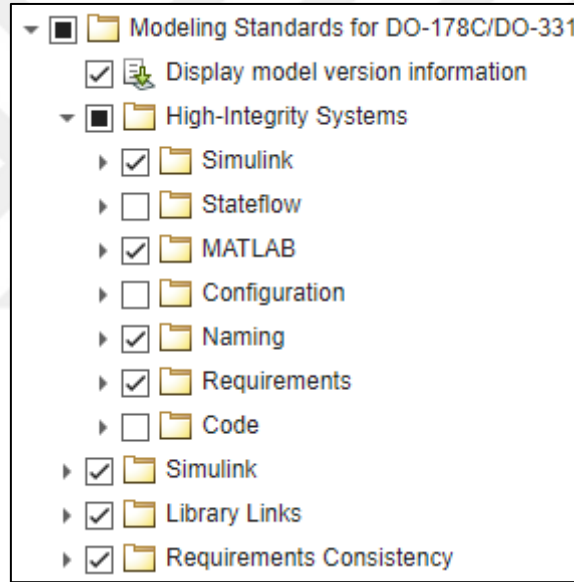 Modeling Standards for DO-178C/DO-331
Display model version information
High-Integrity Systems
Simulink
Stateflow
MATLAB
Configuration
Naming
Requirements
Code
Simulink
Library Links
Requirements Consistency